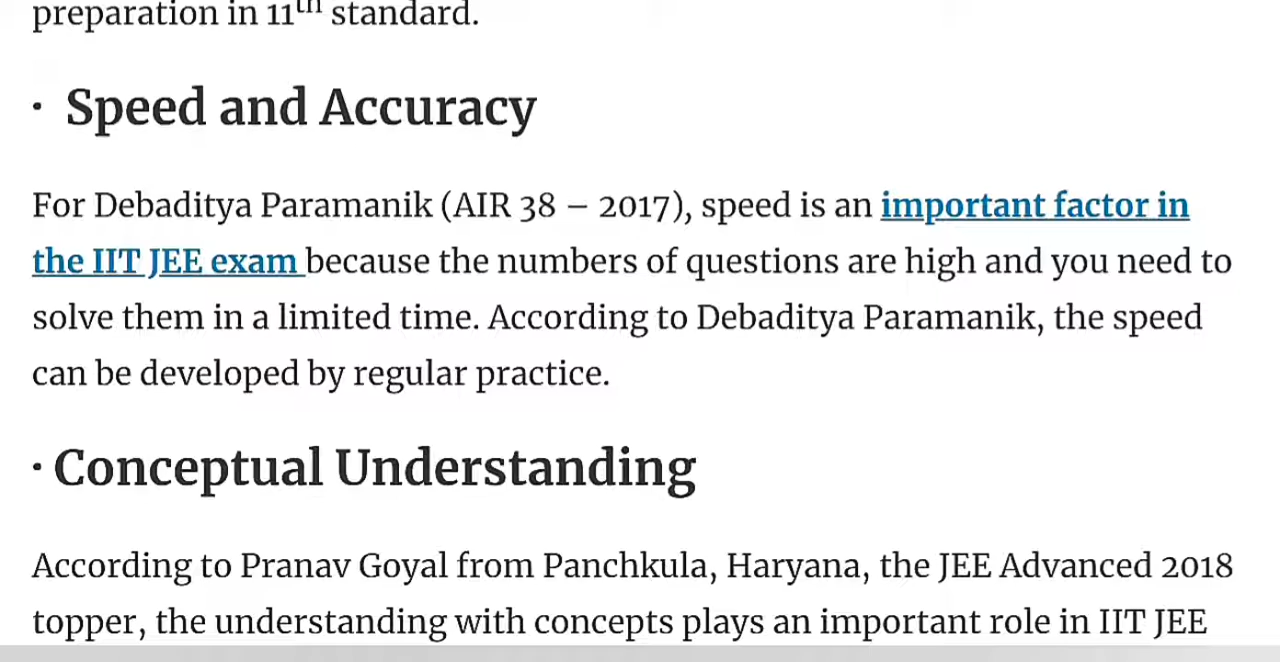 preparation in 11th standard.
· Speed and Accuracy
For Debaditya Paramanik (AIR 38 – 2017), speed is an important factor in
the IIT JEE exam because the numbers of questions are high and you need to
solve them in a limited time. According to Debaditya Paramanik, the speed
can be developed by regular practice.
· Conceptual Understanding
According to Pranav Goyal from Panchkula, Haryana, the JEE Advanced 2018
topper, the understanding with concepts plays an important role in IIT JEE